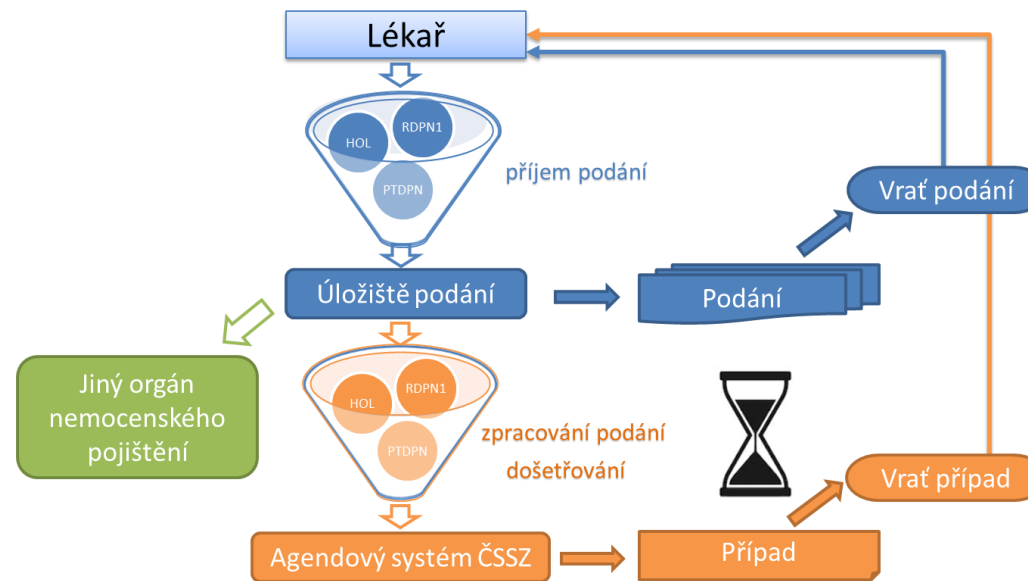 Lékař
HOL
RDPN1
PTDPN
příjem podání
Vrať podání
Úložiště podání
Podání
Jiný orgán
nemocenského
pojištění
HOL
RDPN1
PTDPN
zpracování podání
došetřování
Vrať případ
Agendový systém ČSSZ
Případ